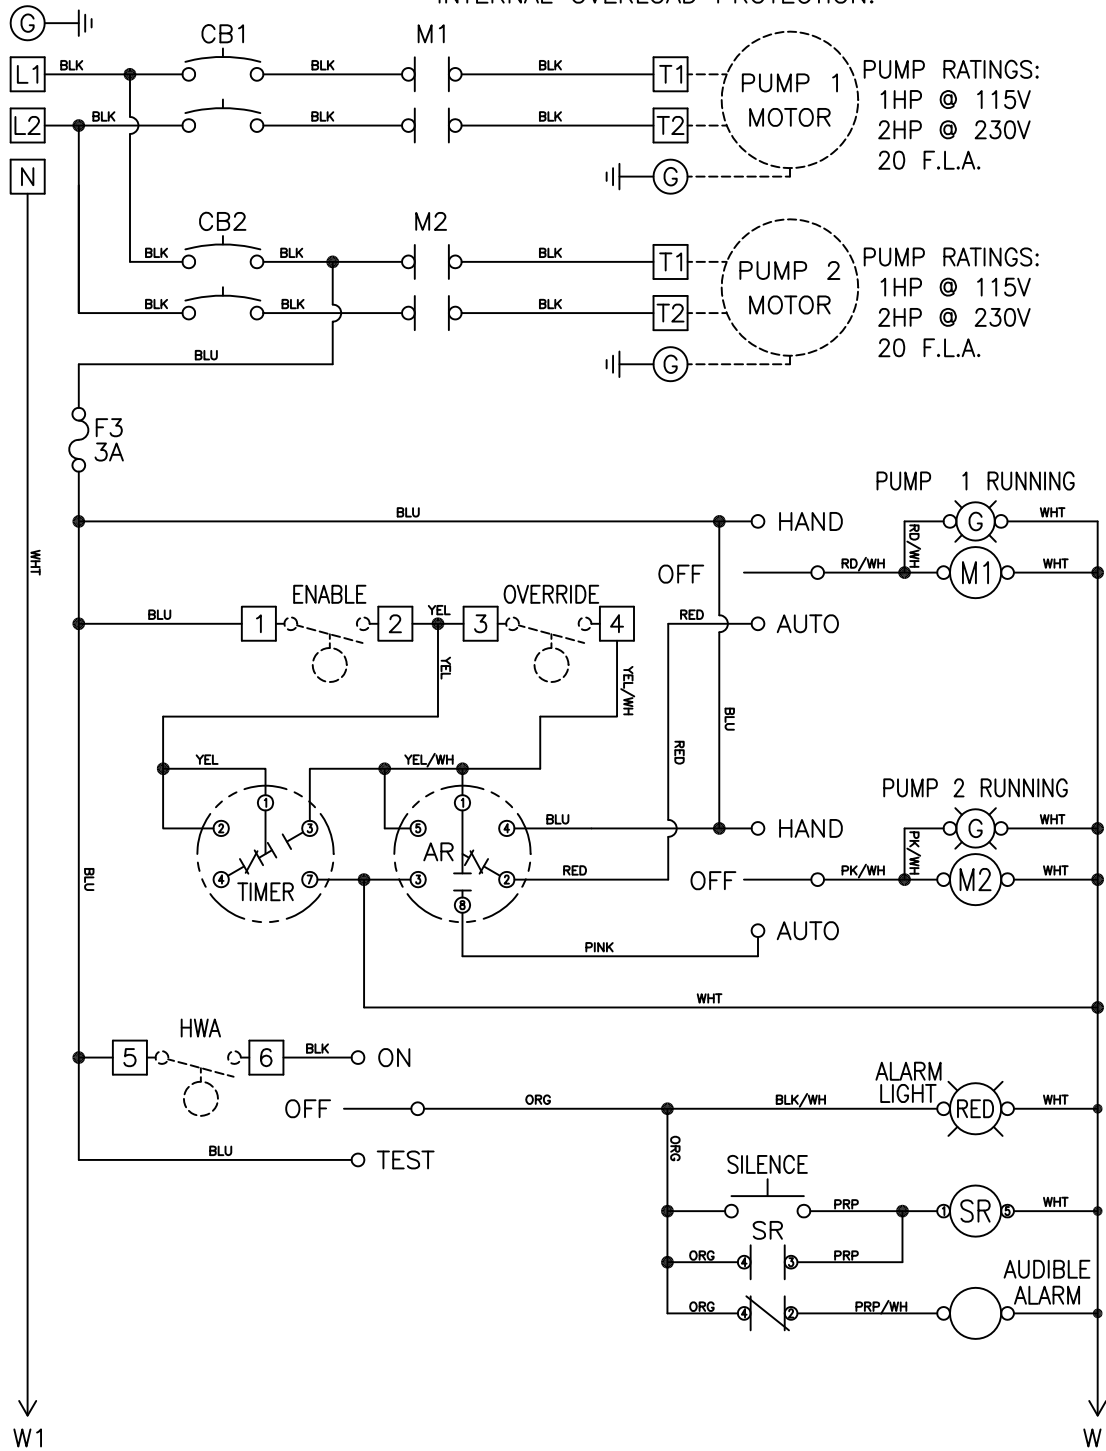 INTERNAL OVERLOAD PROTECTION.
G
CB1 M1
L1 BLK BLK BLK T1 PUMP 1 MOTOR PUMP RATINGS:
1HP @ 115V
L2 BLK BLK BLK T2 2HP @ 230V
20 F.L.A.
N G
CB2 M2
BLK BLK BLK T1 PUMP 2 MOTOR PUMP RATINGS:
1HP @ 115V
BLK BLK BLK T2 2HP @ 230V
20 F.L.A.
BLU G
F3
3A
PUMP 1 RUNNING
BLU HAND G WHT
RD/WH
WHT OFF RD/WH M1 WHT
ENABLE OVERRIDE
BLU 1 2 YEL 3 4 RED AUTO
YEL YEL/WH
BLU
RED
YEL YEL/WH PUMP 2 RUNNING
1 1
2 3 5 4 BLU HAND G WHT
AR PK/WH
4 TIMER 7 3 2 RED OFF PK/WH M2 WHT
BLU
8
AUTO
PINK
WHT
HWA
5 6 BLK ON
ALARM
LIGHT
OFF ORG BLK/WH RED WHT
ORG
BLU TEST
SILENCE
PRP 1 SR 5 WHT
SR
ORG 4 3 PRP
AUDIBLE
ALARM
ORG 4 2 PRP/WH
W1 W